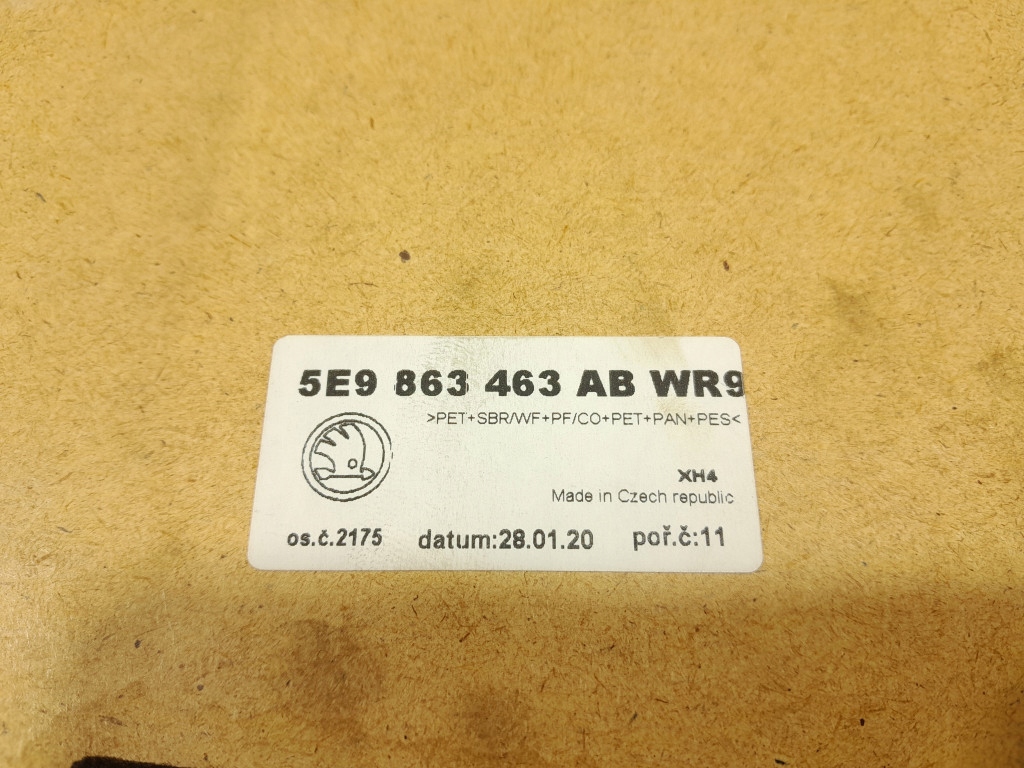 5E9 863 463 AB WR9
>PET+SBR/WF+PF/CO+PET+PAN+PES<
XH4
Made in Czech republic
os.č.2175 datum:28.01.20 poř.č:11